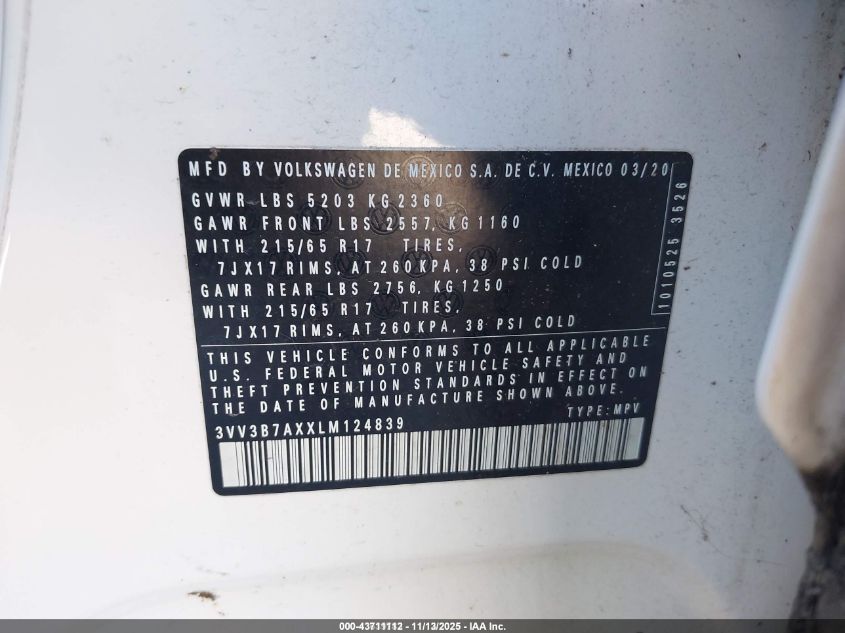 MFD BY VOLKSWAGEN DE MEXICO S.A. DE C.V. MEXICO 03/20
GVWR LBS 5203 KG 2360
GAWR FRONT LBS 2557, KG 1160
WITH 215/65 R17 TIRES,
7JX17 RIMS, AT 260 KPA, 38 PSI COLD
GAWR REAR LBS 2756, KG 1250
WITH 215/65 R17 TIRES,
7JX17 RIMS, AT 260 KPA, 38 PSI COLD
1010525 3526
THIS VEHICLE CONFORMS TO ALL APPLICABLE
U.S. FEDERAL MOTOR VEHICLE SAFETY AND
THEFT PREVENTION STANDARDS IN EFFECT ON
THE DATE OF MANUFACTURE SHOWN ABOVE.
3VV3B7AXXLM124839 TYPE: MPV
000-43711112 - 11/13/2025 - IAA Inc.